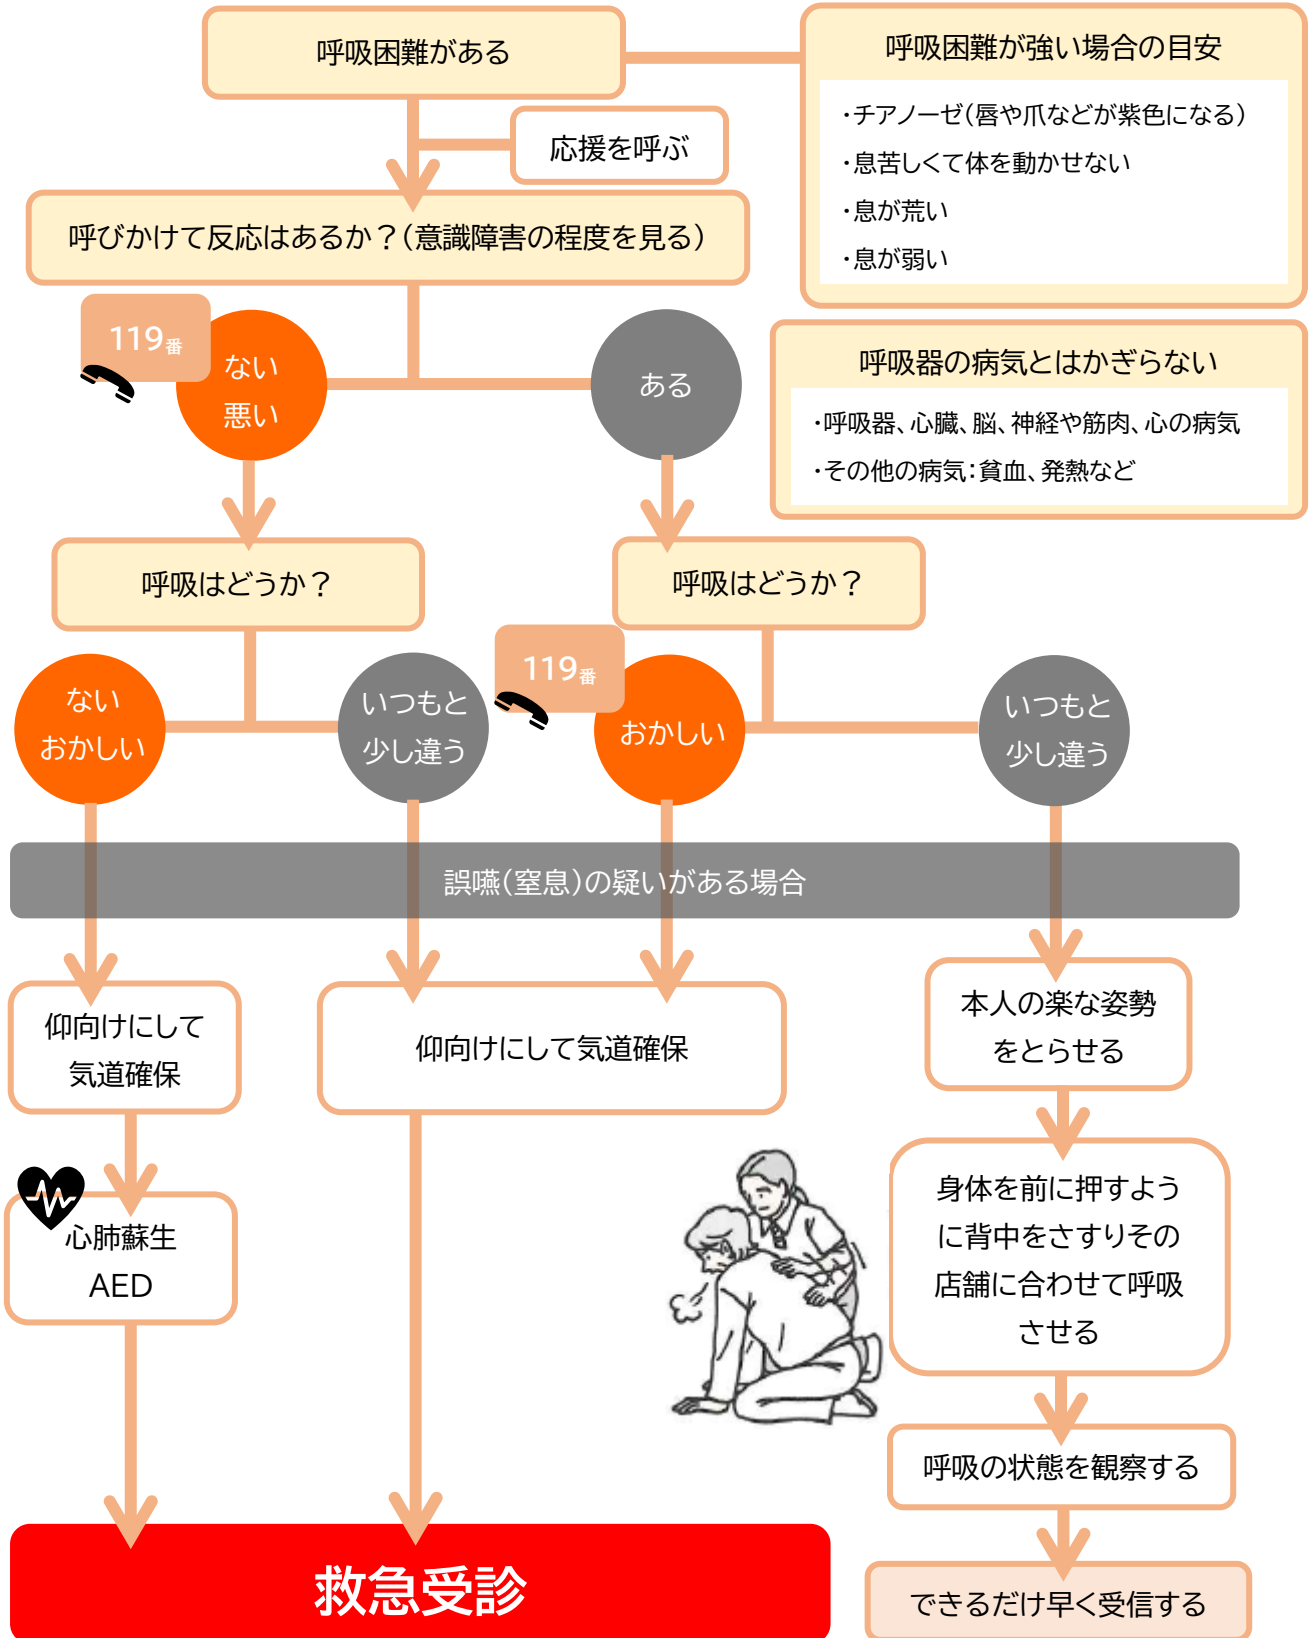 呼吸困難がある
呼吸困難が強い場合の目安
・チアノーゼ(唇や爪などが紫色になる)
・息苦しくて体を動かせない
・息が荒い
・息が弱い
応援を呼ぶ
呼びかけて反応はあるか?(意識障害の程度を見る)
119番
ない
悪い
ある
呼吸器の病気とはかぎらない
・呼吸器、心臓、脳、神経や筋肉、心の病気
・その他の病気:貧血、発熱など
呼吸はどうか?
呼吸はどうか?
ない
おかしい
いつもと
少し違う
119番
おかしい
いつもと
少し違う
誤嚥(窒息)の疑いがある場合
仰向けにして
気道確保
仰向けにして気道確保
本人の楽な姿勢
をとらせる
心肺蘇生
AED
身体を前に押すよう
に背中をさすりその
店舗に合わせて呼吸
させる
呼吸の状態を観察する
救急受診
できるだけ早く受信する